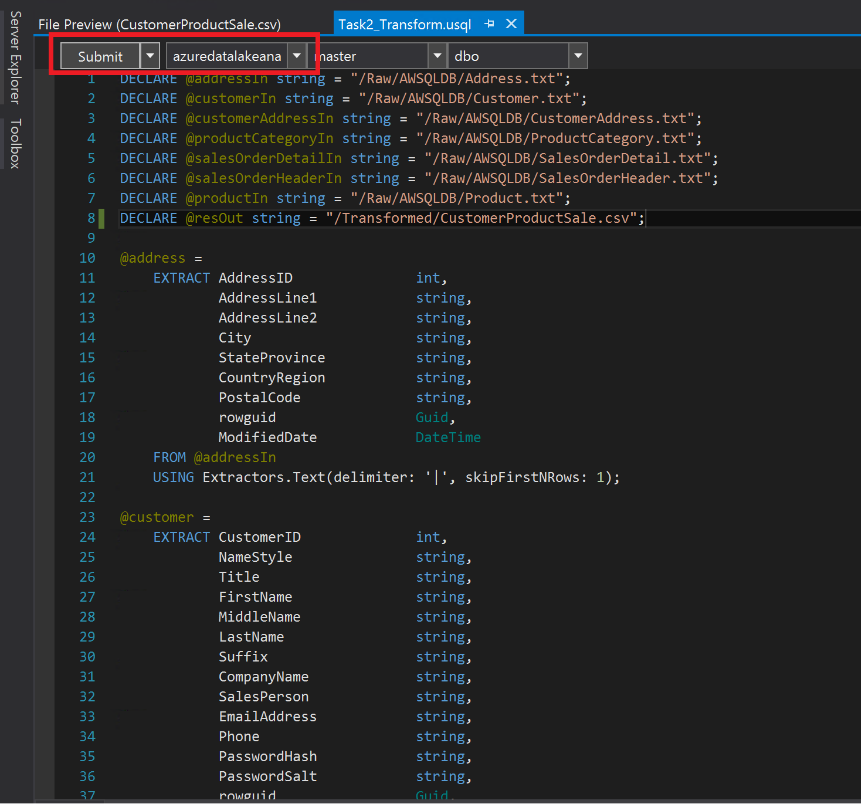 Server Explorer
Toolbox
File Preview (CustomerProductSale.csv)
Task2_Transform.usql
Submit azuredatalakeana master dbo
1 DECLARE @addressIn string = "/Raw/AWSQLDB/Address.txt";
2 DECLARE @customerIn string = "/Raw/AWSQLDB/Customer.txt";
3 DECLARE @customerAddressIn string = "/Raw/AWSQLDB/CustomerAddress.txt";
4 DECLARE @productCategoryIn string = "/Raw/AWSQLDB/ProductCategory.txt";
5 DECLARE @salesOrderDetailIn string = "/Raw/AWSQLDB/SalesOrderDetail.txt";
6 DECLARE @salesOrderHeaderIn string = "/Raw/AWSQLDB/SalesOrderHeader.txt";
7 DECLARE @productIn string = "/Raw/AWSQLDB/Product.txt";
8 DECLARE @resOut string = "/Transformed/CustomerProductSale.csv";
9
10 @address =
11 EXTRACT AddressID int,
12 AddressLine1 string,
13 AddressLine2 string,
14 City string,
15 StateProvince string,
16 CountryRegion string,
17 PostalCode string,
18 rowguid Guid,
19 ModifiedDate DateTime
20 FROM @addressIn
21 USING Extractors.Text(delimiter: '|', skipFirstNRows: 1);
22
23 @customer =
24 EXTRACT CustomerID int,
25 NameStyle string,
26 Title string,
27 FirstName string,
28 MiddleName string,
29 LastName string,
30 Suffix string,
31 CompanyName string,
32 SalesPerson string,
33 EmailAddress string,
34 Phone string,
35 PasswordHash string,
36 PasswordSalt string,
37 rowguid Guid,